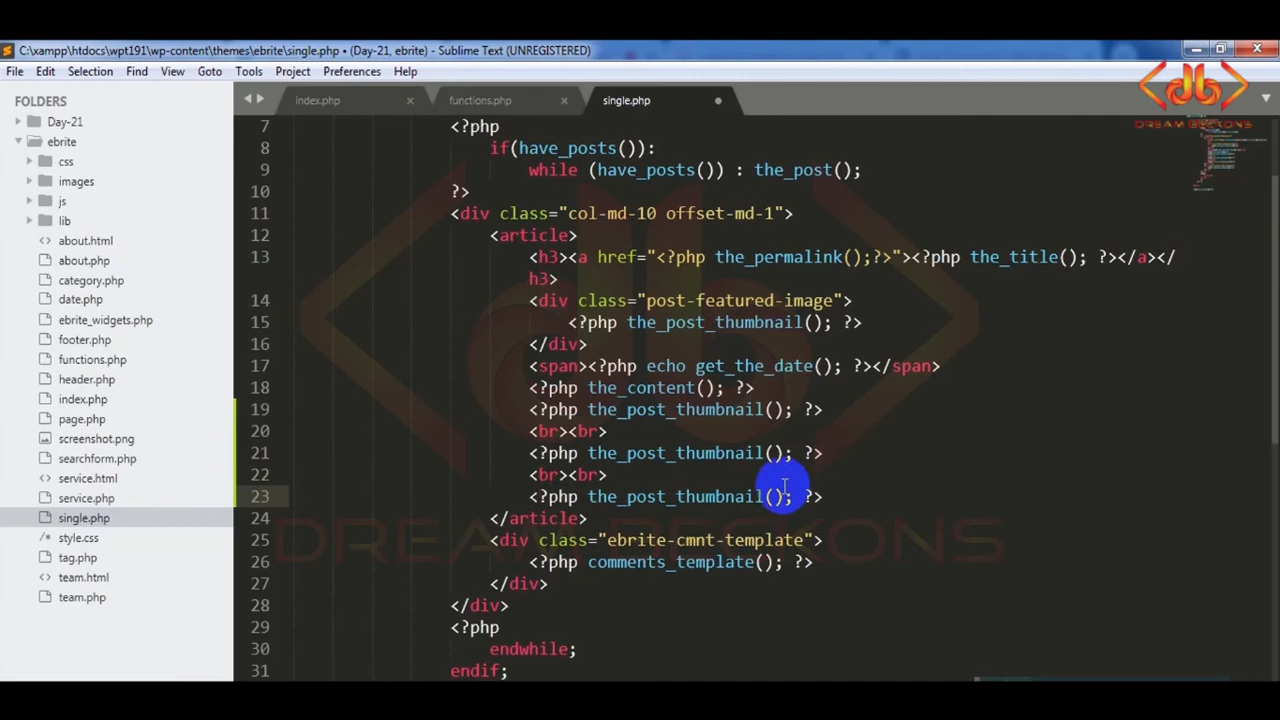 C:\xampp\htdocs\wpt191\wp-content\themes\ebrite\single.php • (Day-21, ebrite) - Sublime Text (UNREGISTERED)
File Edit Selection Find View Goto Tools Project Preferences Help
FOLDERS
Day-21
ebrite
css
images
js
lib
about.html
about.php
category.php
date.php
ebrite_widgets.php
footer.php
functions.php
header.php
index.php
page.php
screenshot.png
searchform.php
service.html
service.php
single.php
style.css
tag.php
team.html
team.php
index.php functions.php single.php
DREAM BECKONS
7 <?php
8 if(have_posts()):
9 while (have_posts()) : the_post();
10 ?>
11 <div class="col-md-10 offset-md-1">
12 <article>
13 <h3><a href="<?php the_permalink();?>"><?php the_title(); ?></a></
h3>
14 <div class="post-featured-image">
15 <?php the_post_thumbnail(); ?>
16 </div>
17 <span><?php echo get_the_date(); ?></span>
18 <?php the_content(); ?>
19 <?php the_post_thumbnail(); ?>
20 <br><br>
21 <?php the_post_thumbnail(); ?>
22 <br><br>
23 <?php the_post_thumbnail(); ?>
24 </article>
25 <div class="ebrite-cmnt-template">
26 <?php comments_template(); ?>
27 </div>
28 </div>
29 <?php
30 endwhile;
31 endif;
DREAM BECKONS